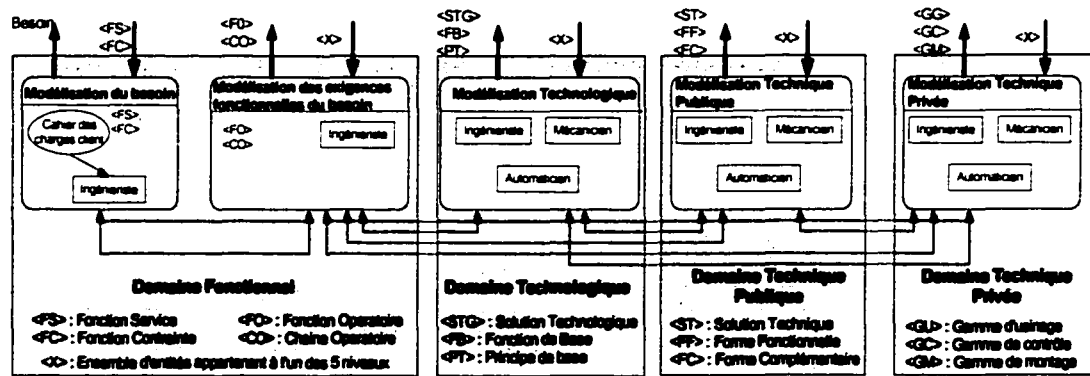 Besoin
<FS>
<FC>
<FO>
<CO>
<X>
<STG>
<FB>
<PT>
<X>
<ST>
<FF>
<FC>
<X>
<GG>
<GC>
<GM>
<X>
Modélisation du besoin
Cahier des charges client
<FS>
<FC>
Ingénieriste
Modélisation des exigences fonctionnelles du besoin
<FO>
<CO>
Ingénieriste
Modélisation Technologique
Ingénieriste
Mécanicien
Automaticien
Modélisation Technique Publique
Ingénieriste
Mécanicien
Automaticien
Modélisation Technique Privée
Ingénieriste
Mécanicien
Automaticien
Domaine Fonctionnel
<FS> : Fonction Service
<FC> : Fonction Contrainte
<FO> : Fonction Operatoire
<CO> : Chaine Operatoire
<X> : Ensemble d'entités appartenant à l'un des 5 niveaux
Domaine Technologique
<STG> : Solution Technologique
<FB> : Fonction de Base
<PT> : Principe de base
Domaine Technique
Publique
<ST> : Solution Technique
<FF> : Forme Fonctionnelle
<FC> : Forme Complémentaire
Domaine Technique
Privée
<GU> : Gamme d'usinage
<GC> : Gamme de contrôle
<GM> : Gamme de montage